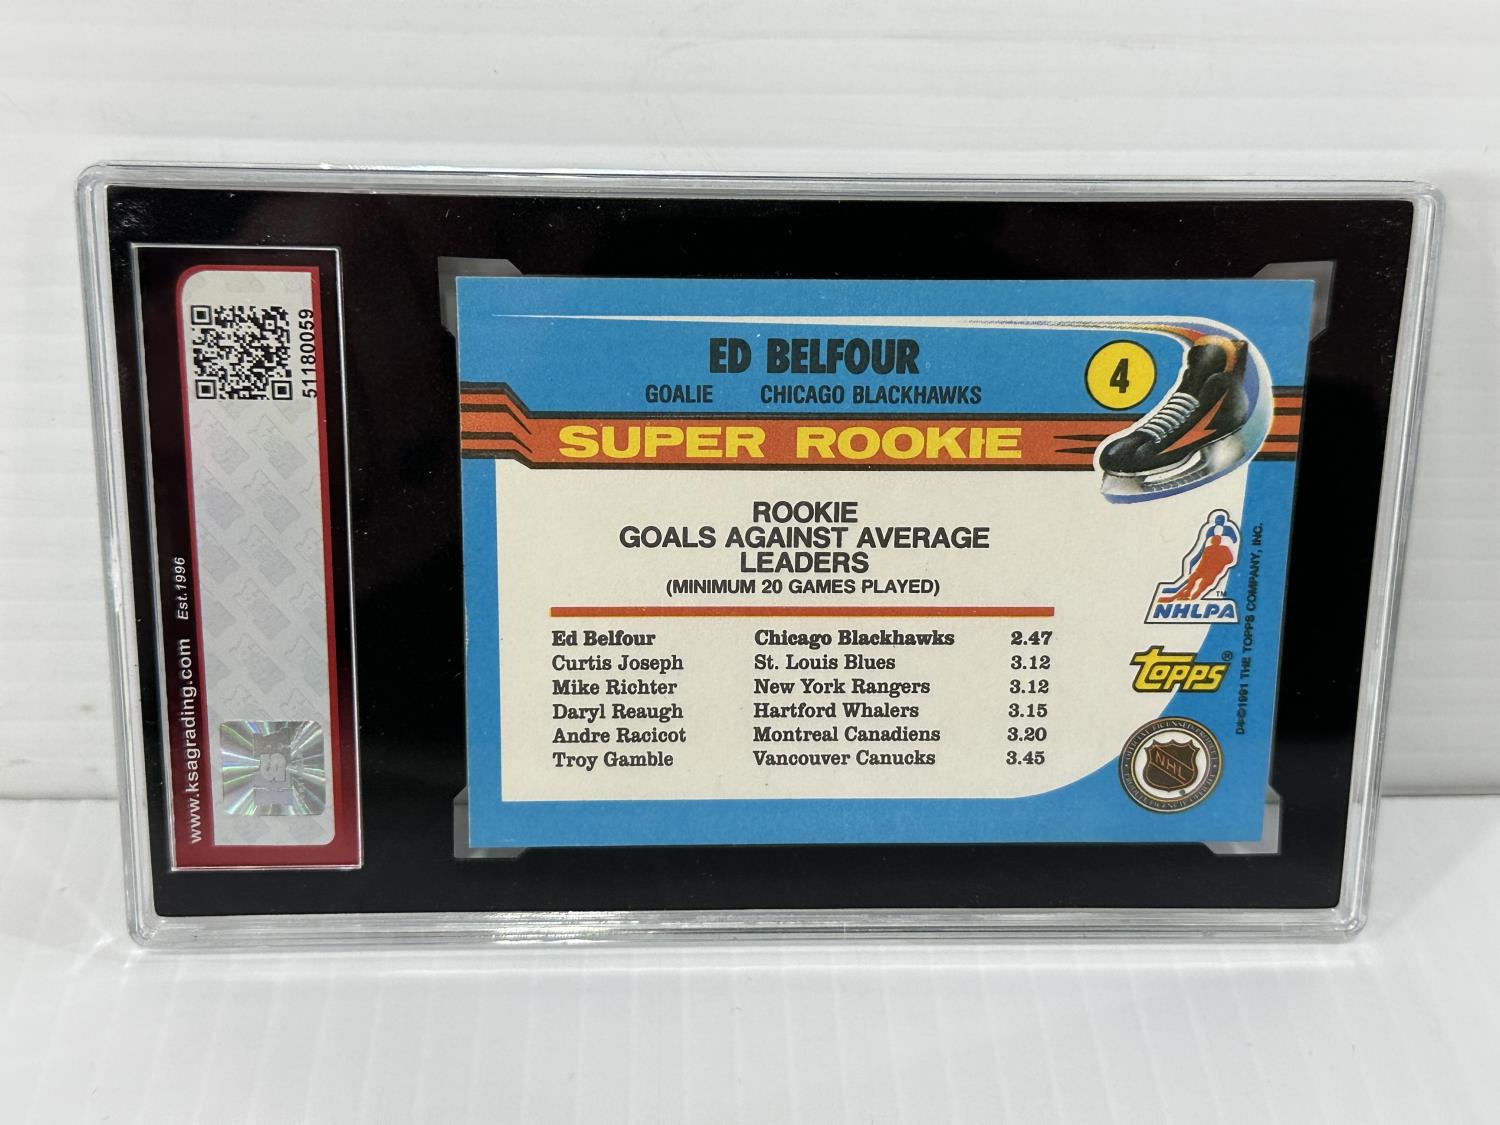 51180059
www.ksagrading.com Est.1996
KSA
ED BELFOUR
GOALIE CHICAGO BLACKHAWKS
4
SUPER ROOKIE
ROOKIE
GOALS AGAINST AVERAGE
LEADERS
(MINIMUM 20 GAMES PLAYED)
Ed Belfour Chicago Blackhawks 2.47
Curtis Joseph St. Louis Blues 3.12
Mike Richter New York Rangers 3.12
Daryl Reaugh Hartford Whalers 3.15
Andre Racicot Montreal Canadiens 3.20
Troy Gamble Vancouver Canucks 3.45
NHLPA™
topps®
NHL
©1991 THE TOPPS COMPANY, INC.